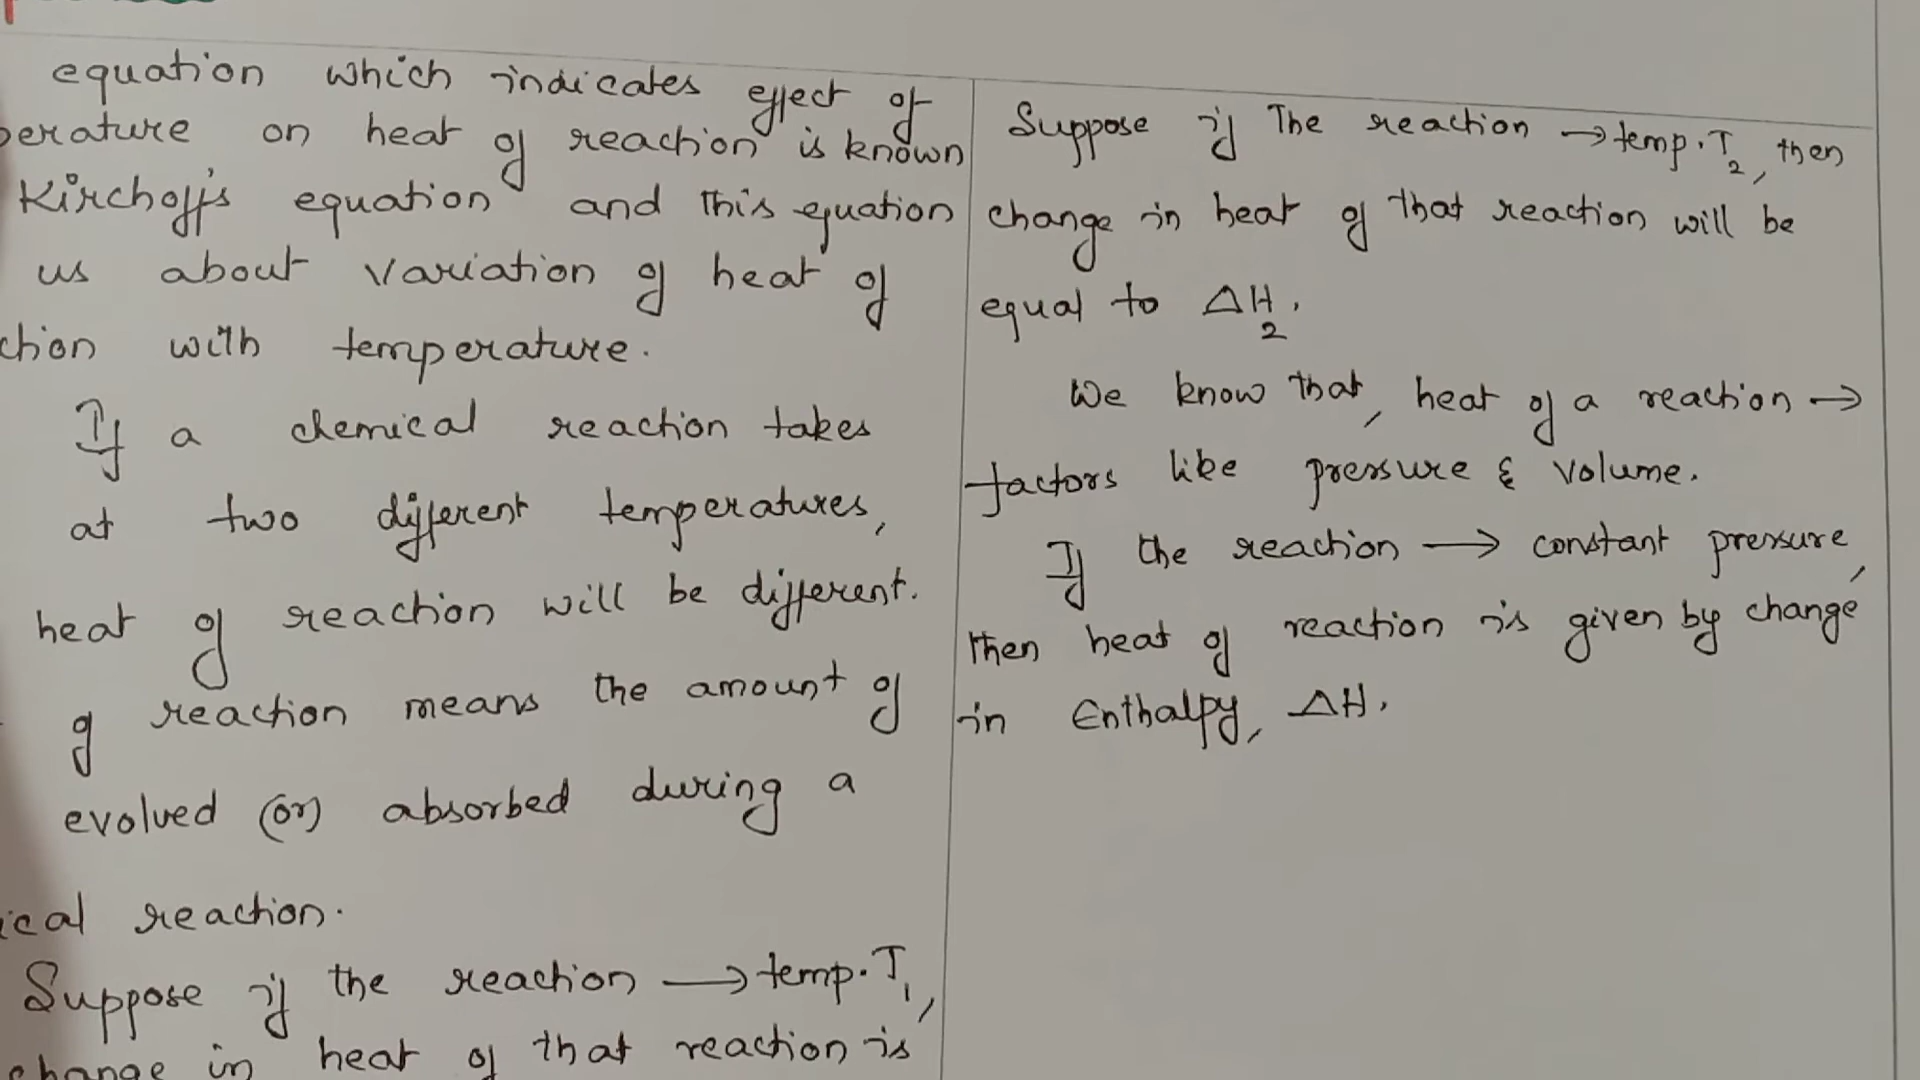 equation which indicates effect of
perature on heat of reaction is known
Kirchoff's equation and this equation
us about variation of heat of
ction with temperature.
If a chemical reaction takes
at two different temperatures,
heat of reaction will be different.
of reaction means the amount of
evolved (or) absorbed during a
ical reaction.
Suppose if the reaction → temp. T₁,
change in heat of that reaction is
Suppose if The reaction → temp. T₂, then
change in heat of that reaction will be
equal to ΔH₂.
We know that, heat of a reaction →
factors like pressure & volume.
If the reaction → constant pressure,
then heat of reaction is given by change
in Enthalpy, ΔH.